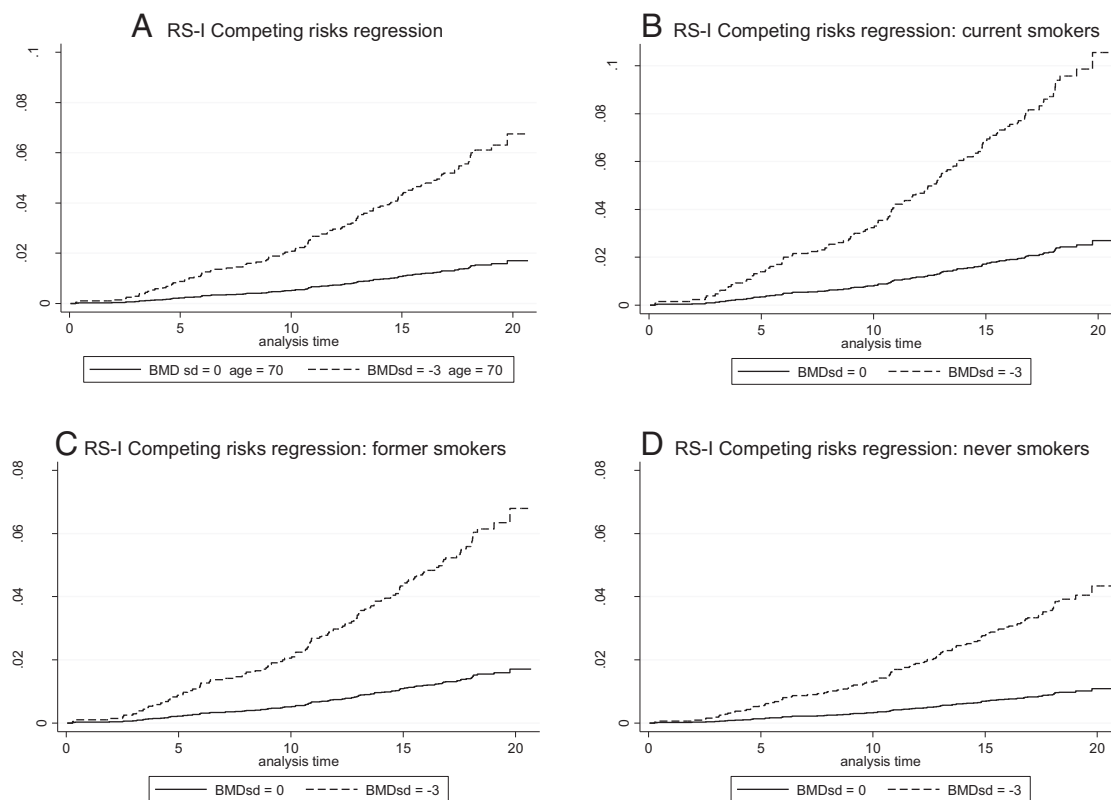 A RS-I Competing risks regression
.1
.08
.06
.04
.02
0
0 5 10 15 20
analysis time
BMD sd = 0 age = 70 BMDsd = -3 age = 70
B RS-I Competing risks regression: current smokers
.1
.08
.06
.04
.02
0
0 5 10 15 20
analysis time
BMDsd = 0 BMDsd = -3
C RS-I Competing risks regression: former smokers
.08
.06
.04
.02
0
0 5 10 15 20
analysis time
BMDsd = 0 BMDsd = -3
D RS-I Competing risks regression: never smokers
.08
.06
.04
.02
0
0 5 10 15 20
analysis time
BMDsd = 0 BMDsd = -3